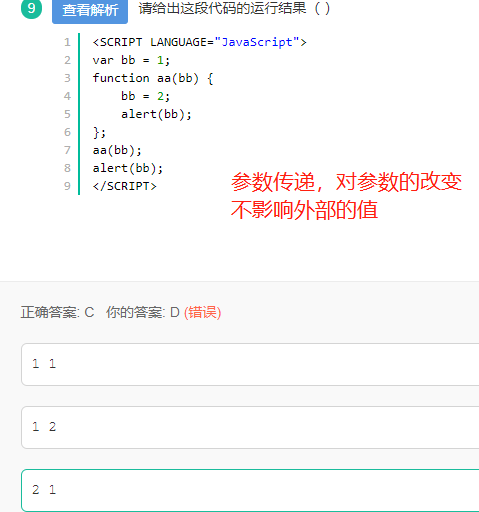 9 查看解析 请给出这段代码的运行结果（ ）
1 <SCRIPT LANGUAGE="JavaScript">
2 var bb = 1;
3 function aa(bb) {
4 bb = 2;
5 alert(bb);
6 };
7 aa(bb);
8 alert(bb);
9 </SCRIPT>
参数传递，对参数的改变
不影响外部的值
正确答案: C 你的答案: D (错误)
1 1
1 2
2 1